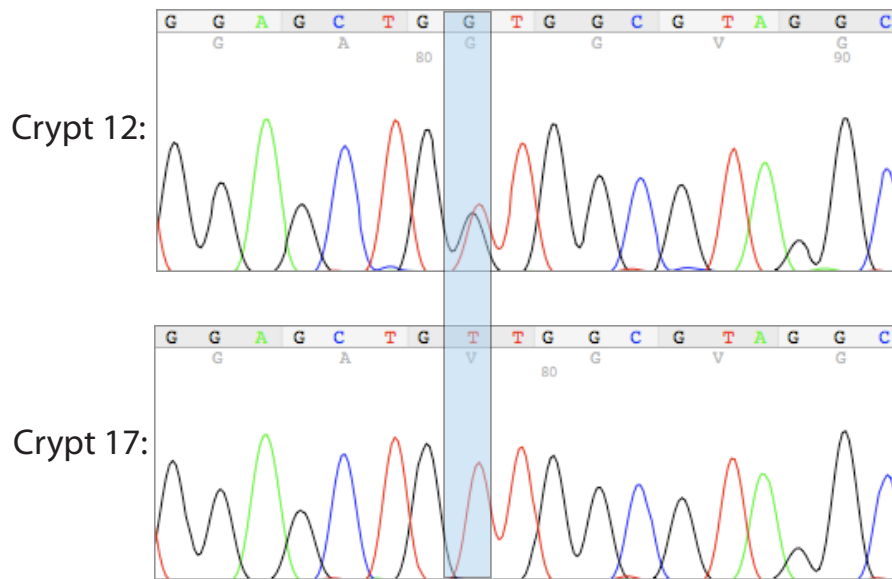 G G A G C T G G T G G C G T A G G C
G A G G V G
80 90
Crypt 12:
G G A G C T G T T G G C G T A G G C
G A V G V G
80
Crypt 17: